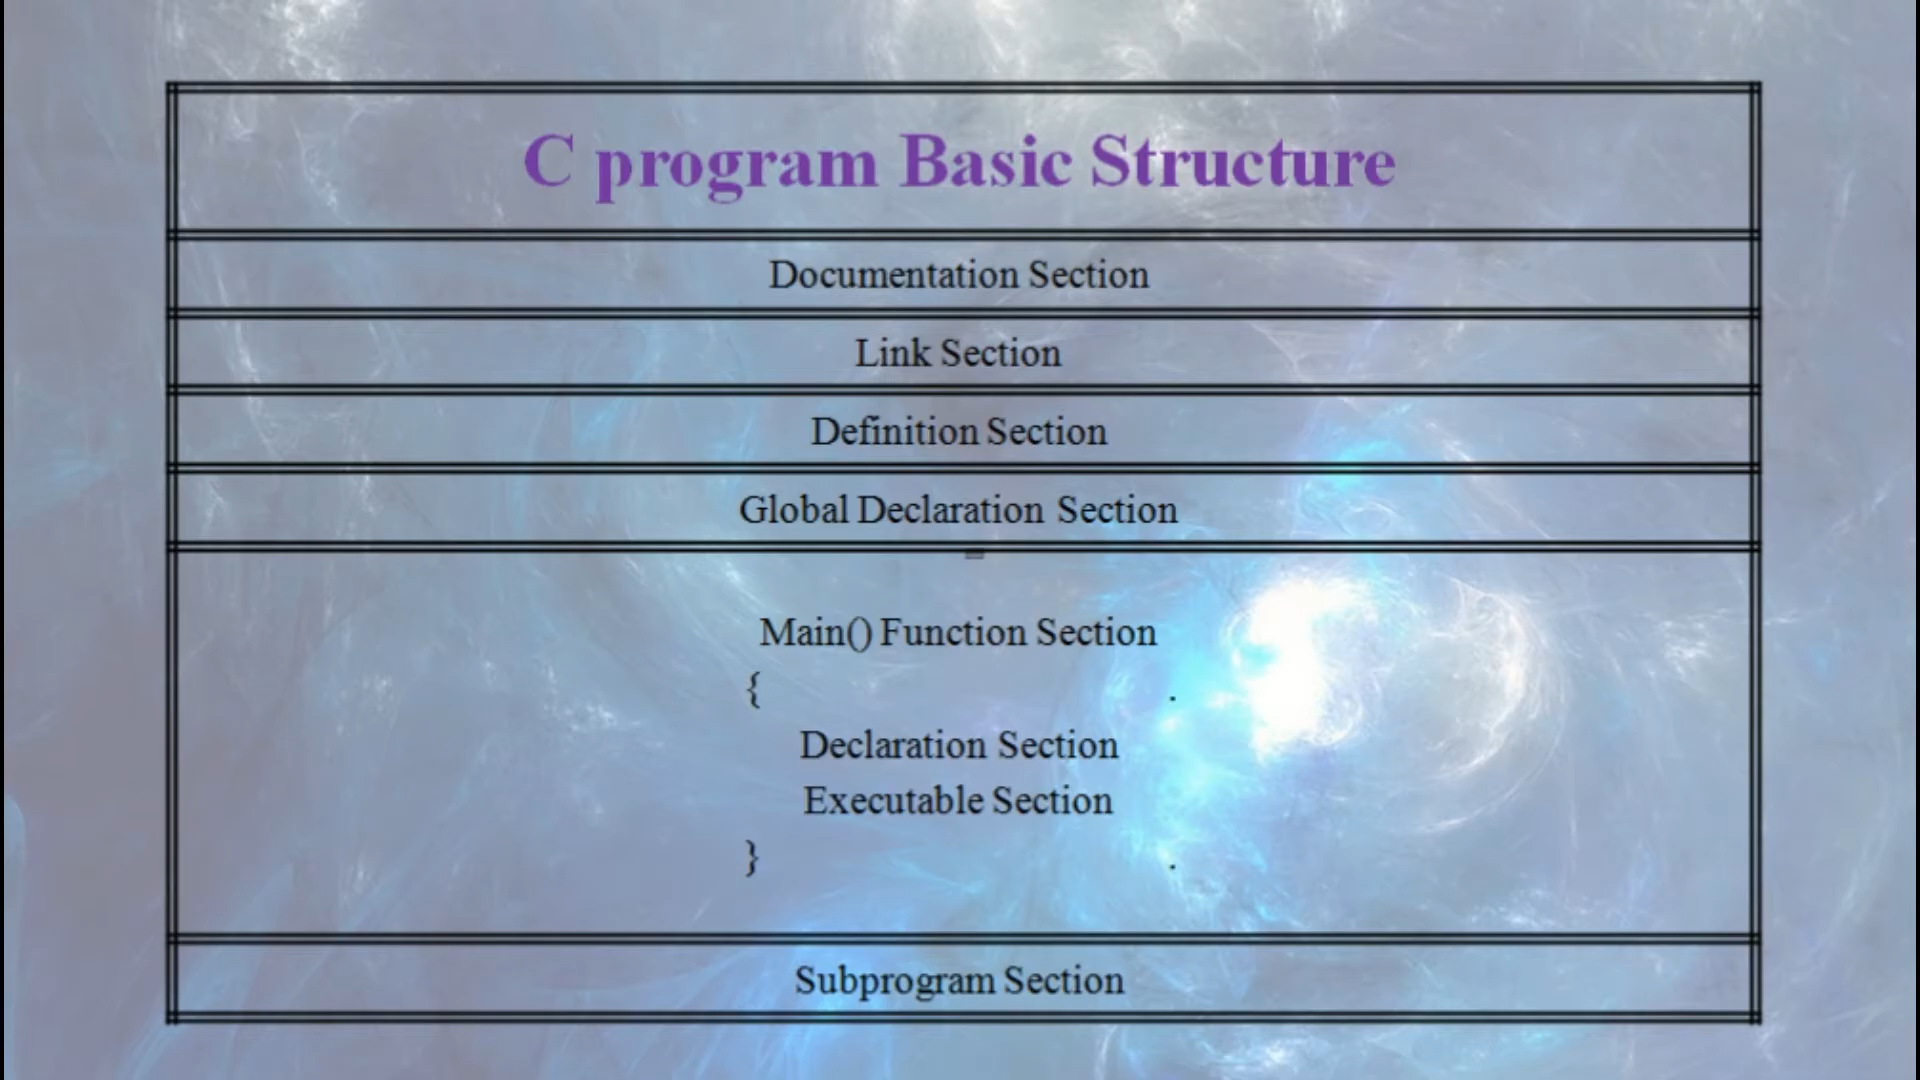 C program Basic Structure
Documentation Section
Link Section
Definition Section
Global Declaration Section
Main() Function Section
{ .
Declaration Section
Executable Section
} .
Subprogram Section